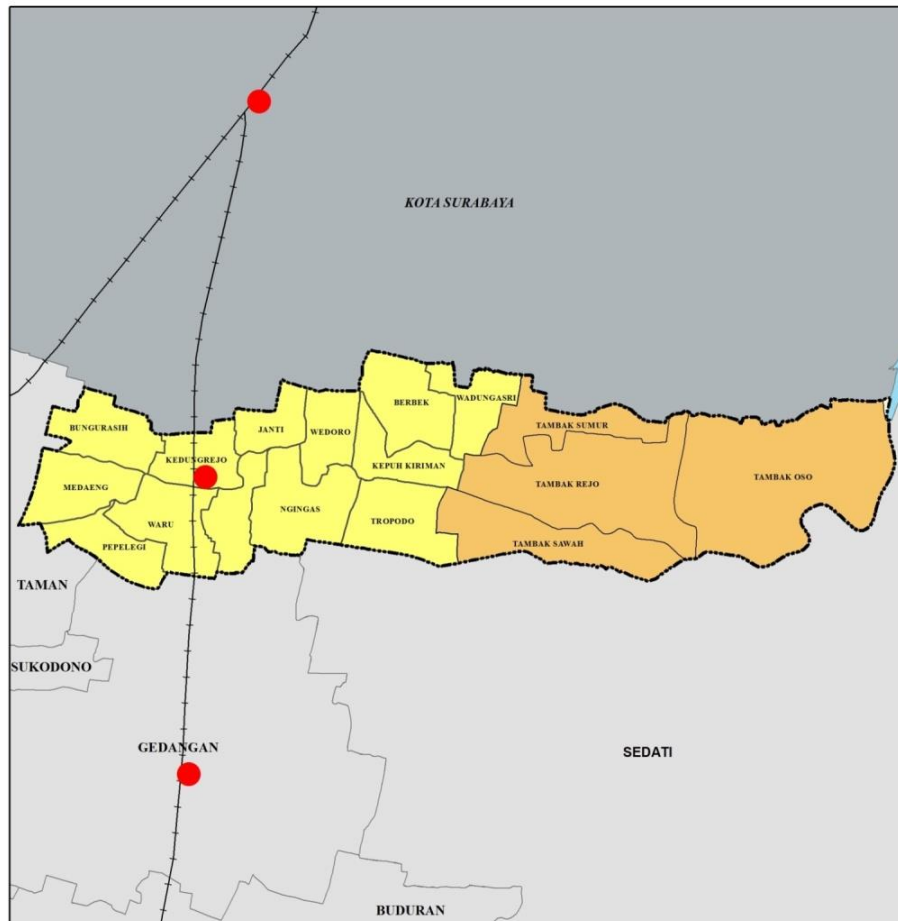 KOTA SURABAYA
BERBEK
WADUNGASRI
BUNGURASIH
JANTI
WEDORO
TAMBAK SUMUR
KEDUNGREJO
KEPUH KIRIMAN
TAMBAK OSO
MEDAENG
TAMBAK REJO
NGINGAS
WARU
TROPODO
PEPELEGI
TAMBAK SAWAH
TAMAN
SUKODONO
GEDANGAN
SEDATI
BUDURAN